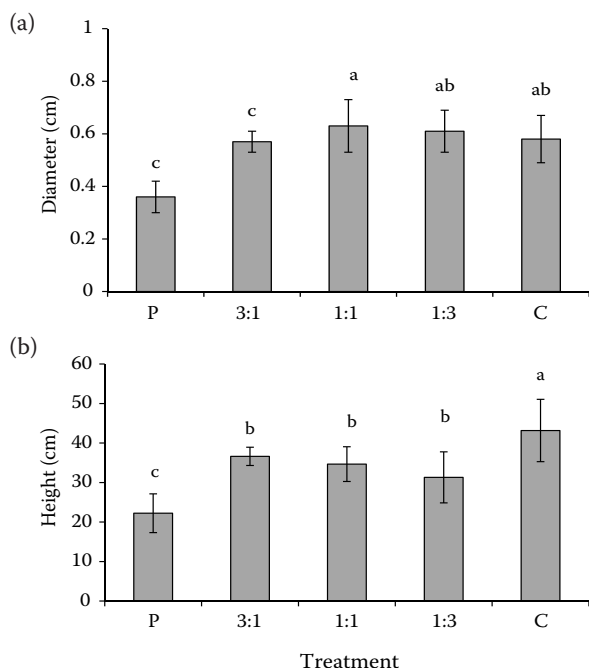 (a)
1
0.8
0.6
0.4
0.2
0
Diameter (cm)
c
c
a
ab
ab
P 3:1 1:1 1:3 C
(b)
60
50
40
30
20
10
0
Height (cm)
c
b
b
b
a
P 3:1 1:1 1:3 C
Treatment